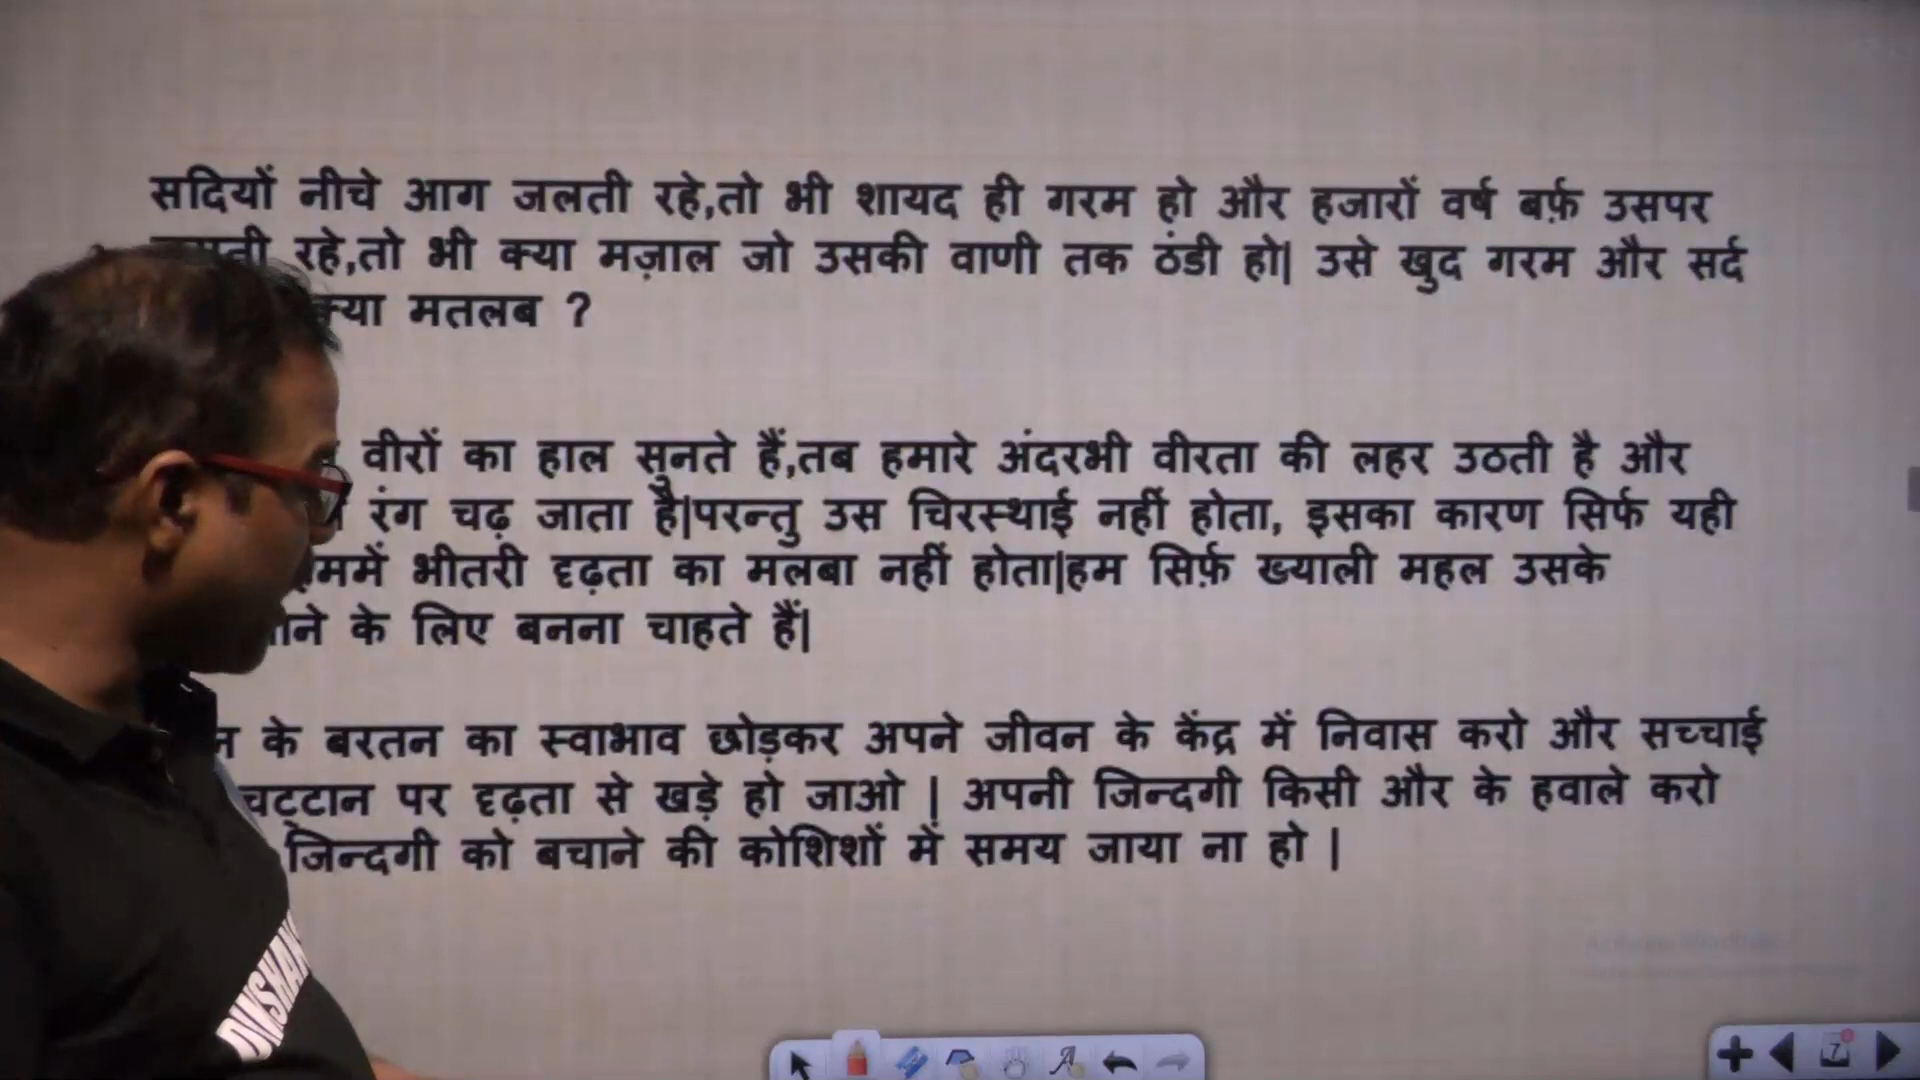 सदियों नीचे आग जलती रहे,तो भी शायद ही गरम हो और हजारों वर्ष बर्फ़ उसपर
रहे,तो भी क्या मज़ाल जो उसकी वाणी तक ठंडी हो| उसे खुद गरम और सर्द
क्या मतलब ?
वीरों का हाल सुनते हैं,तब हमारे अंदरभी वीरता की लहर उठती है और
रंग चढ़ जाता है|परन्तु उस चिरस्थाई नहीं होता, इसका कारण सिर्फ यही
हममें भीतरी दृढ़ता का मलबा नहीं होता|हम सिर्फ़ ख्याली महल उसके
के लिए बनना चाहते हैं|
के बरतन का स्वाभाव छोड़कर अपने जीवन के केंद्र में निवास करो और सच्चाई
चट्टान पर दृढ़ता से खड़े हो जाओ | अपनी जिन्दगी किसी और के हवाले करो
जिन्दगी को बचाने की कोशिशों में समय जाया ना हो |
7